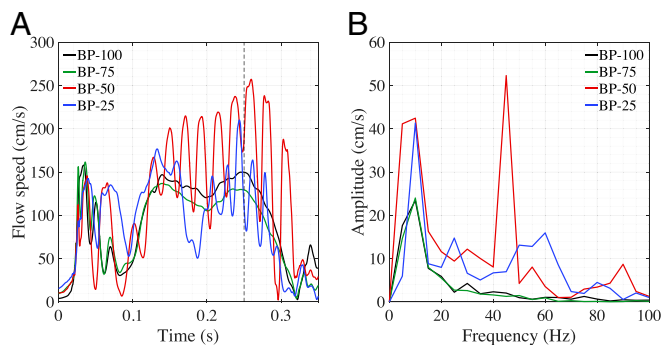 A
300
250
200
150
100
50
0
Flow speed (cm/s)
BP-100
BP-75
BP-50
BP-25
0
0.1
0.2
0.3
Time (s)
B
60
50
40
30
20
10
0
Amplitude (cm/s)
BP-100
BP-75
BP-50
BP-25
0
20
40
60
80
100
Frequency (Hz)